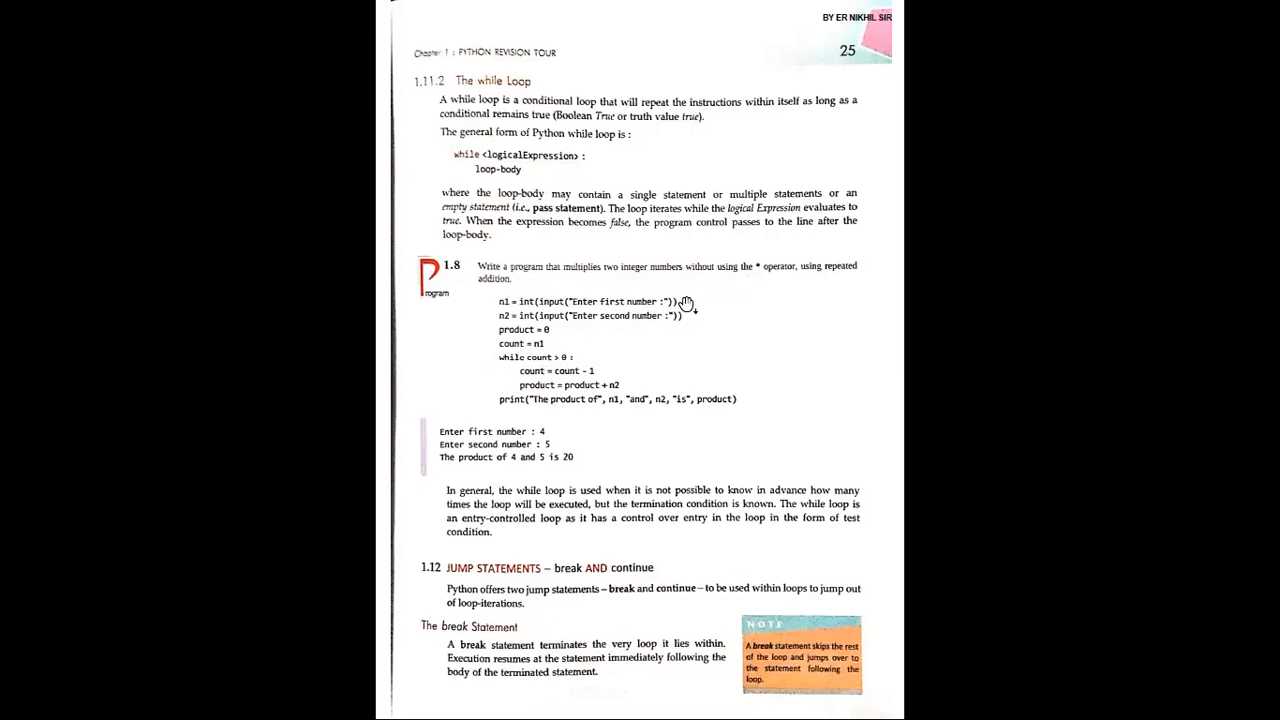 BY ER NIKHIL SIR
Chapter 1 : PYTHON REVISION TOUR
25
1.11.2 The while Loop
A while loop is a conditional loop that will repeat the instructions within itself as long as a
conditional remains true (Boolean True or truth value true).
The general form of Python while loop is :
while <logicalExpression> :
loop-body
where the loop-body may contain a single statement or multiple statements or an
empty statement (i.e., pass statement). The loop iterates while the logical Expression evaluates to
true. When the expression becomes false, the program control passes to the line after the
loop-body.
Program 1.8 Write a program that multiplies two integer numbers without using the * operator, using repeated
addition.
n1 = int(input("Enter first number :"))
n2 = int(input("Enter second number :"))
product = 0
count = n1
while count > 0 :
count = count - 1
product = product + n2
print("The product of", n1, "and", n2, "is", product)
Enter first number : 4
Enter second number : 5
The product of 4 and 5 is 20
In general, the while loop is used when it is not possible to know in advance how many
times the loop will be executed, but the termination condition is known. The while loop is
an entry-controlled loop as it has a control over entry in the loop in the form of test
condition.
1.12 JUMP STATEMENTS – break AND continue
Python offers two jump statements – break and continue – to be used within loops to jump out
of loop-iterations.
The break Statement
A break statement terminates the very loop it lies within.
Execution resumes at the statement immediately following the
body of the terminated statement.
NOTE
A break statement skips the rest
of the loop and jumps over to
the statement following the
loop.